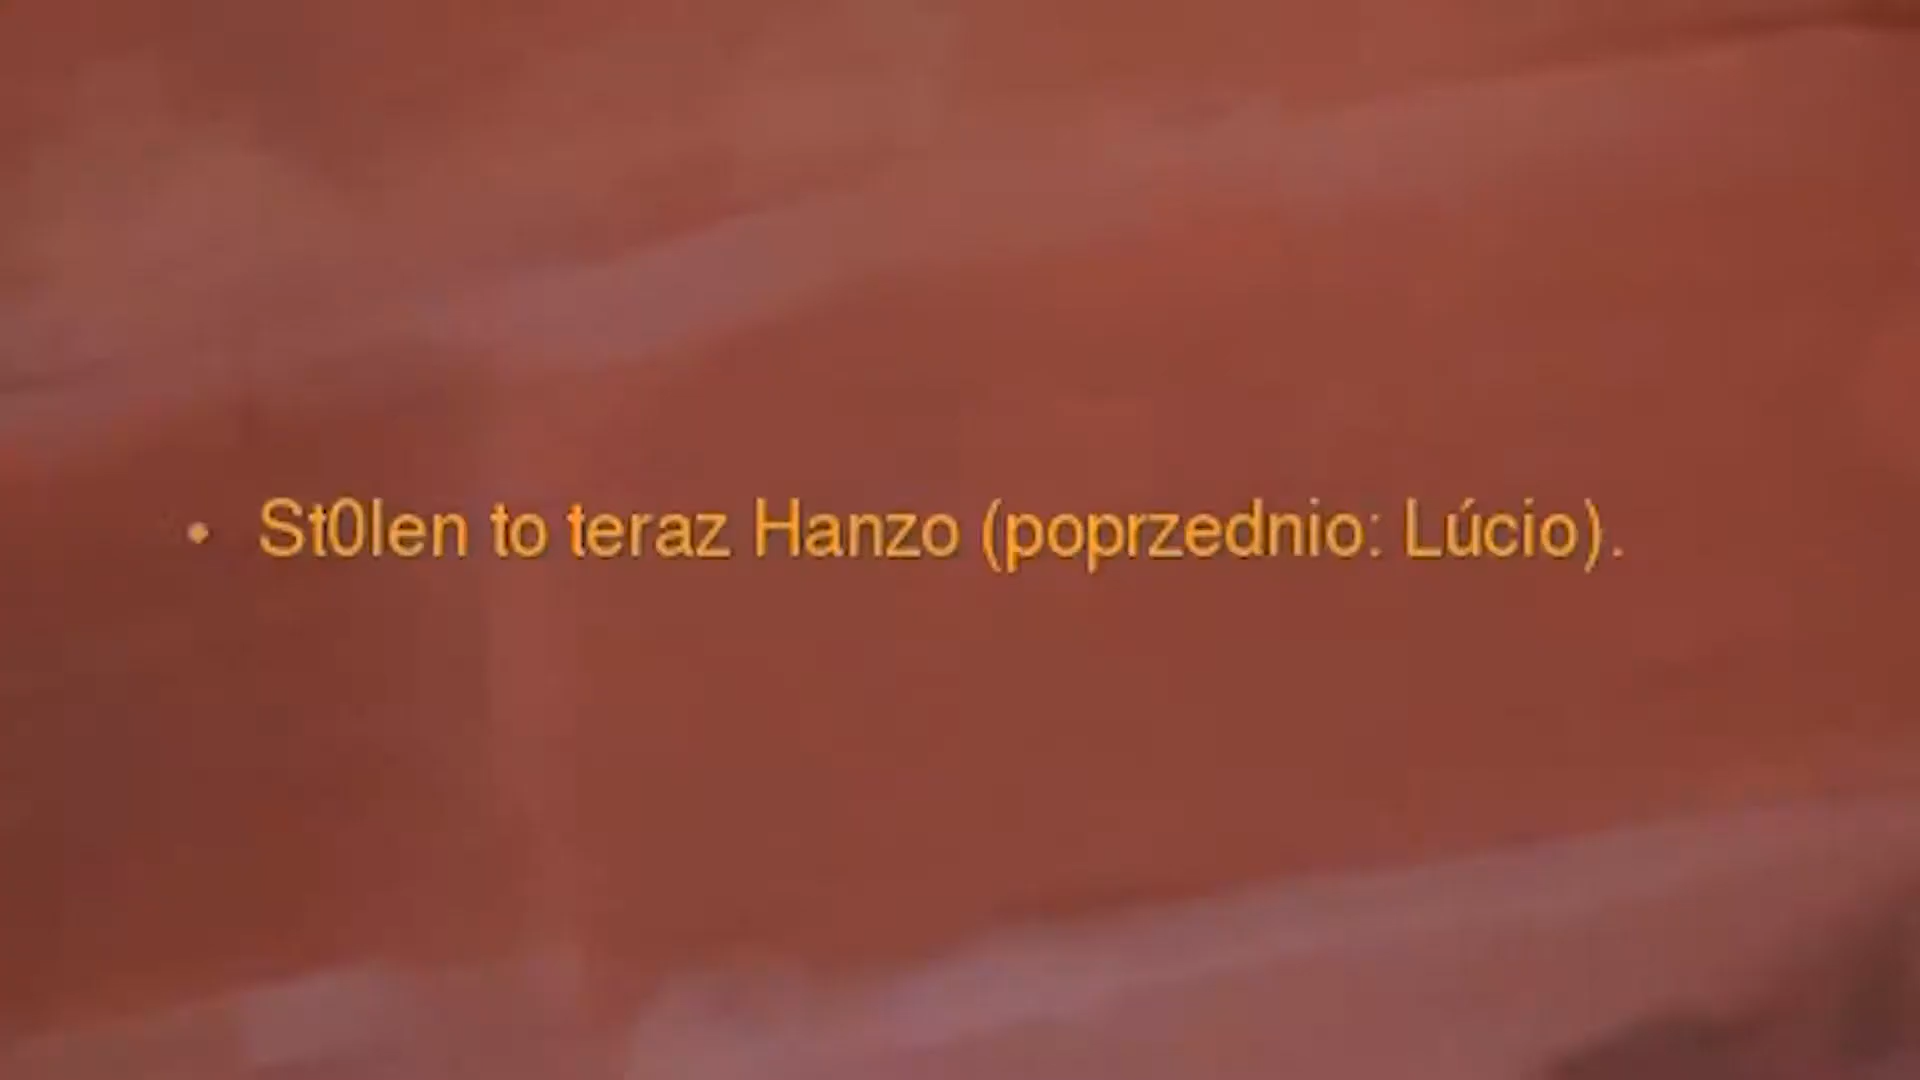 • St0len to teraz Hanzo (poprzednio: Lúcio).